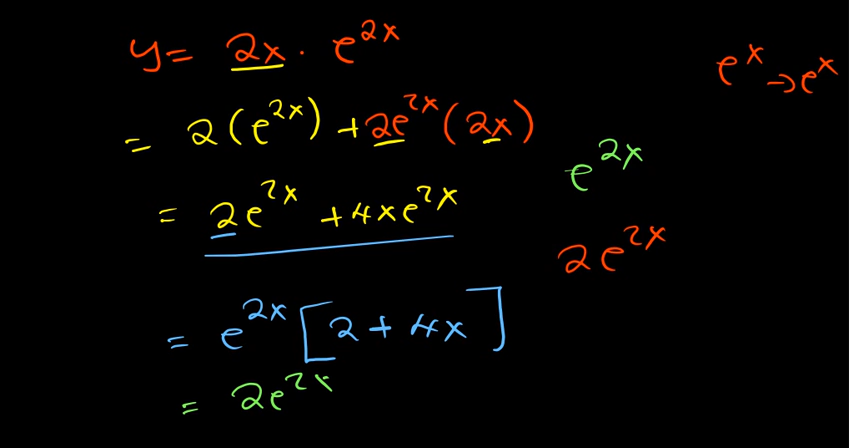 y = 2x · e^{2x}
e^x → e^x
= 2(e^{2x}) + 2e^{2x}(2x)
e^{2x}
= 2e^{2x} + 4xe^{2x}
2e^{2x}
= e^{2x}[2 + 4x]
= 2e^{2x}